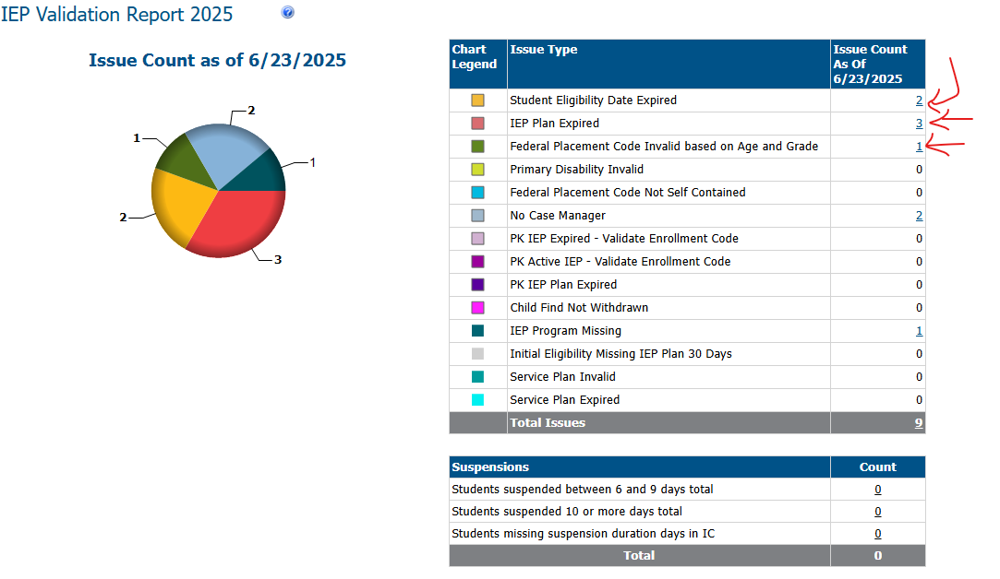 IEP Validation Report 2025
Issue Count as of 6/23/2025
2
1
1
2
3
Chart Legend Issue Type Issue Count As Of 6/23/2025
Student Eligibility Date Expired 2
IEP Plan Expired 3
Federal Placement Code Invalid based on Age and Grade 1
Primary Disability Invalid 0
Federal Placement Code Not Self Contained 0
No Case Manager 2
PK IEP Expired - Validate Enrollment Code 0
PK Active IEP - Validate Enrollment Code 0
PK IEP Plan Expired 0
Child Find Not Withdrawn 0
IEP Program Missing 1
Initial Eligibility Missing IEP Plan 30 Days 0
Service Plan Invalid 0
Service Plan Expired 0
Total Issues 9
Suspensions Count
Students suspended between 6 and 9 days total 0
Students suspended 10 or more days total 0
Students missing suspension duration days in IC 0
Total 0